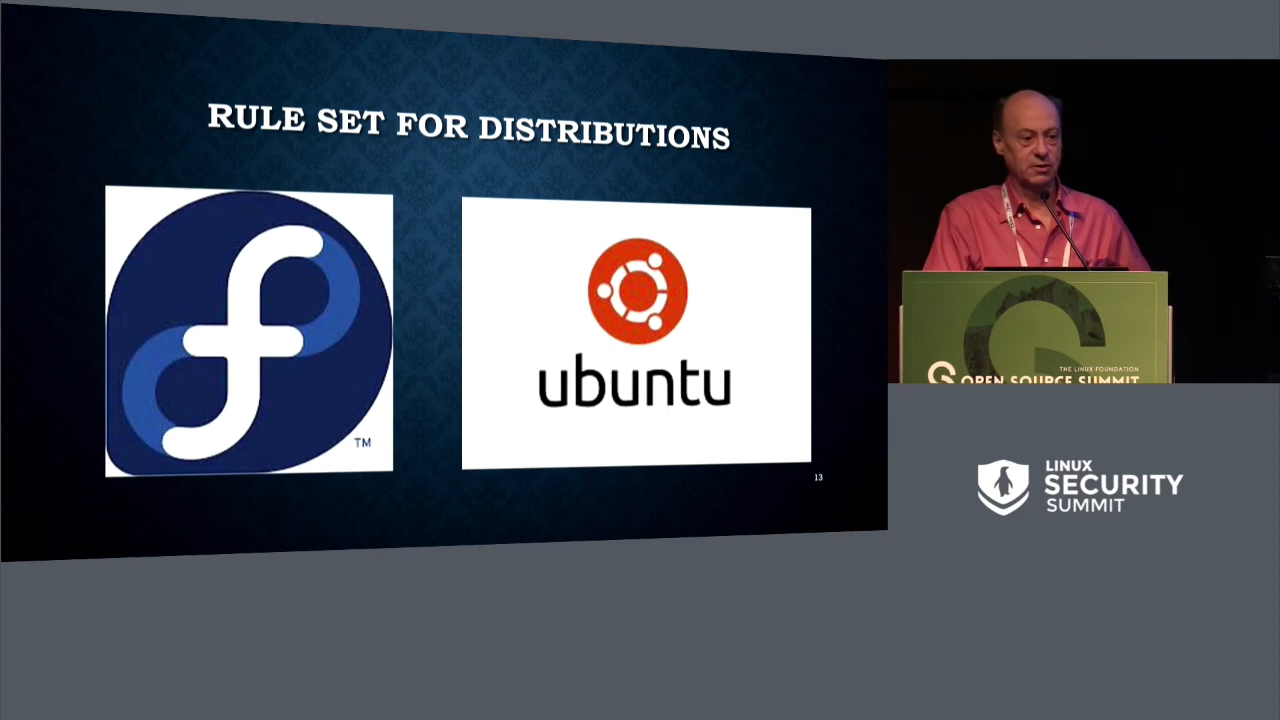 RULE SET FOR DISTRIBUTIONS
TM
ubuntu
13
THE LINUX FOUNDATION
OPEN SOURCE SUMMIT
LINUX
SECURITY
SUMMIT